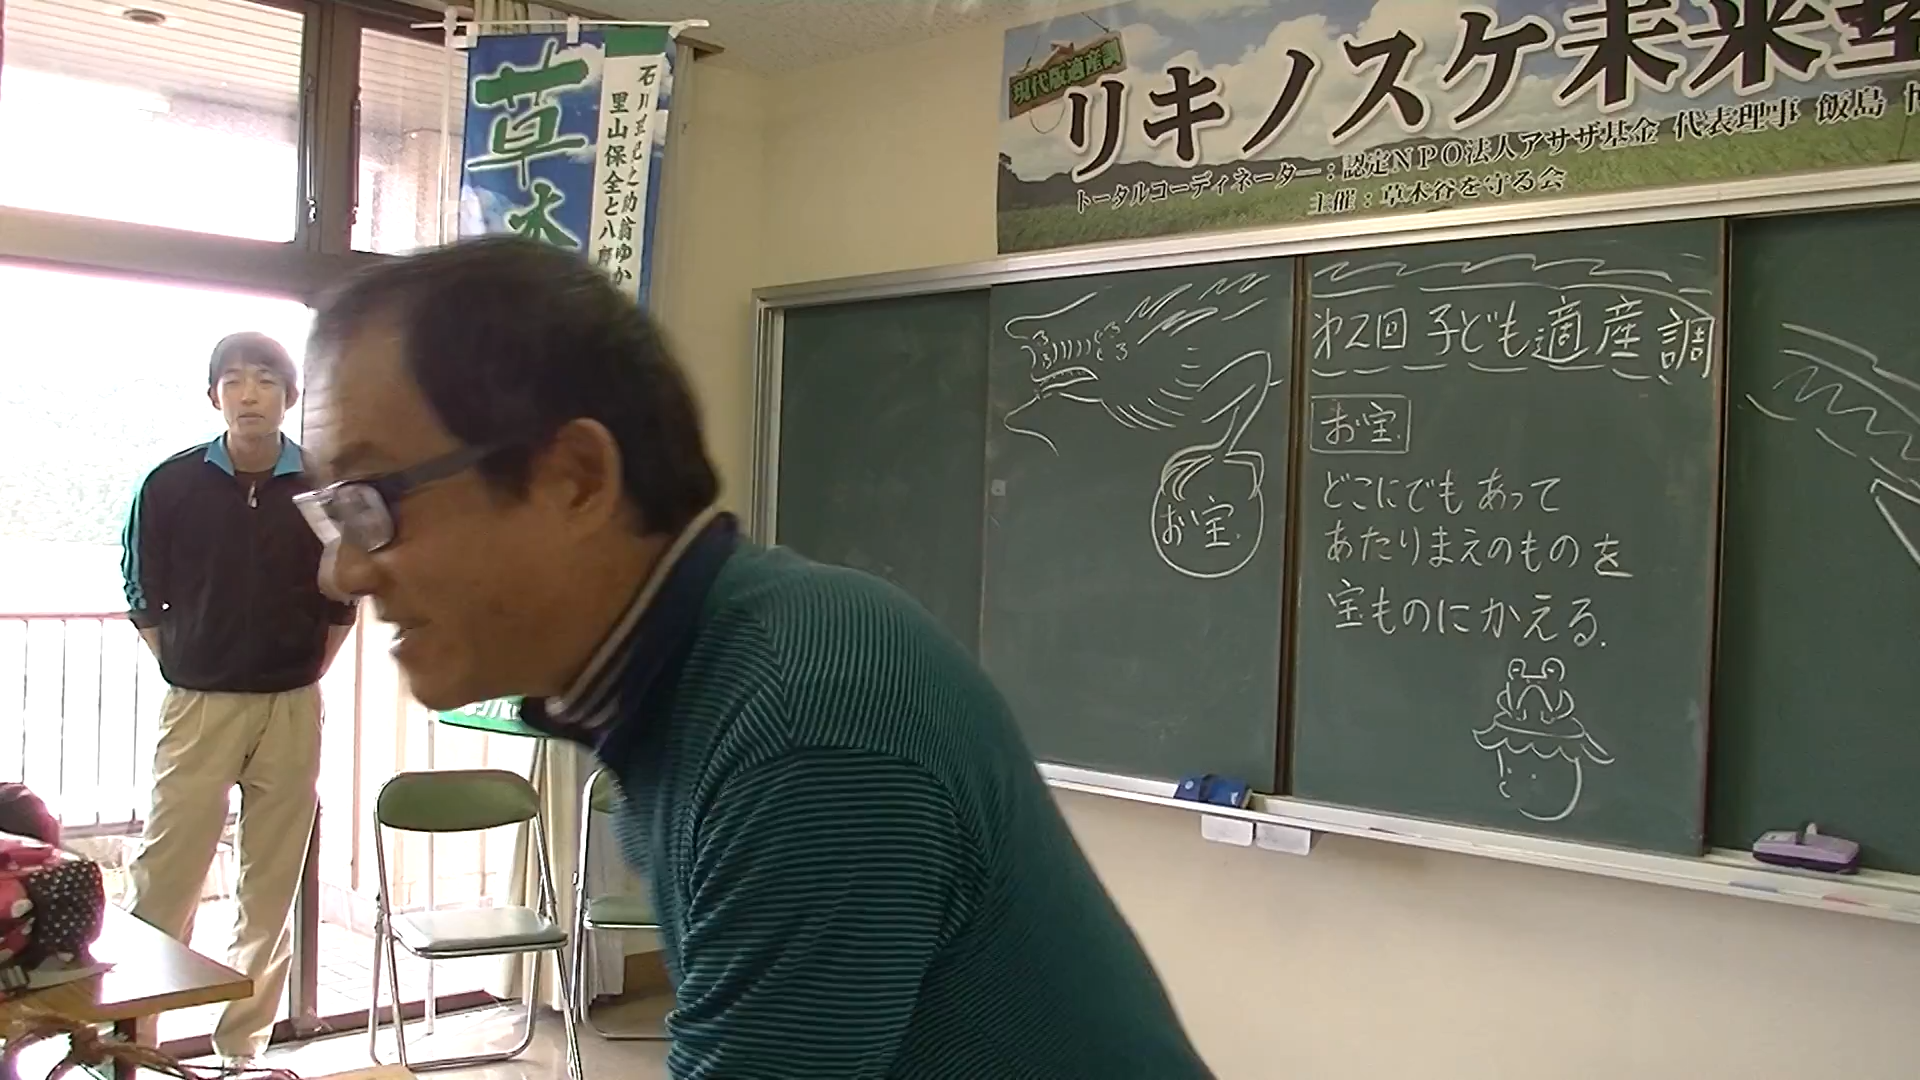 草木
里山保全と八
現代版適産調
リキノスケ未来塾
トータルコーディネーター：認定NPO法人アサザ基金 代表理事 飯島
主催：草木谷を守る会
お宝
第2回 子ども適産調
お宝
どこにでもあって
あたりまえのものを
宝ものにかえる.